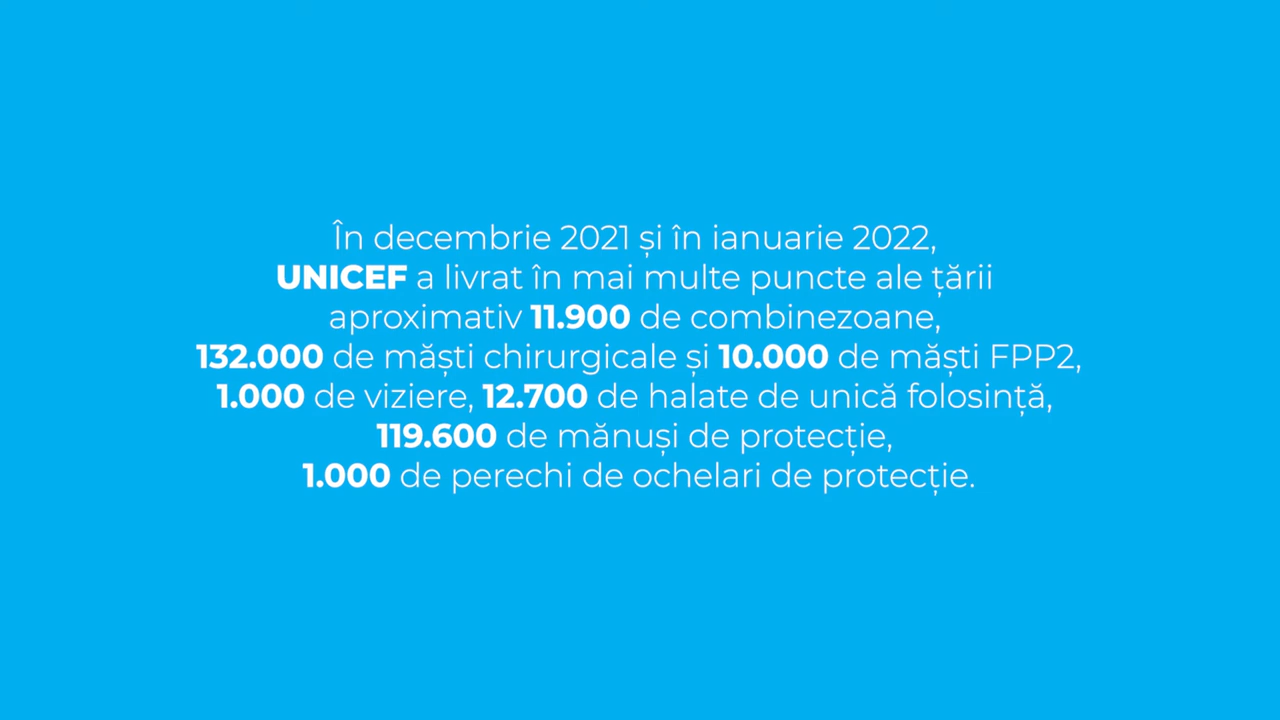 În decembrie 2021 și în ianuarie 2022,
UNICEF a livrat în mai multe puncte ale țării
aproximativ 11.900 de combinezoane,
132.000 de măști chirurgicale și 10.000 de măști FPP2,
1.000 de viziere, 12.700 de halate de unică folosință,
119.600 de mănuși de protecție,
1.000 de perechi de ochelari de protecție.